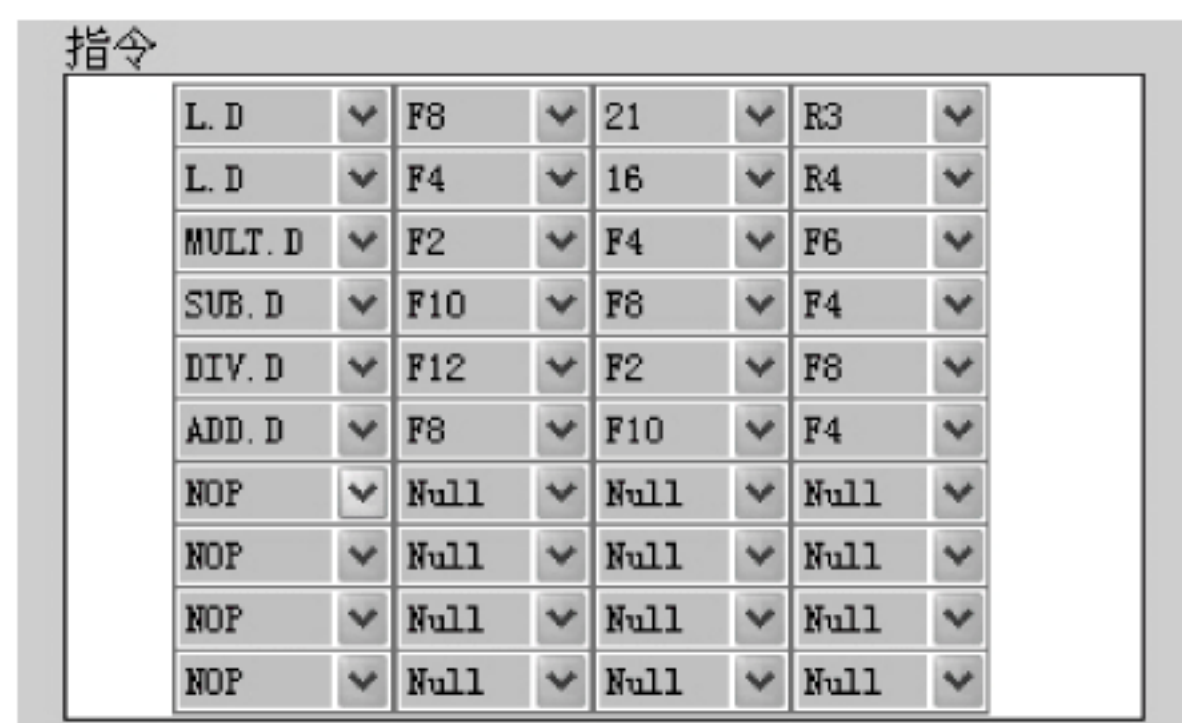 指令
L.D F8 21 R3
L.D F4 16 R4
MULT.D F2 F4 F6
SUB.D F10 F8 F4
DIV.D F12 F2 F8
ADD.D F8 F10 F4
NOP Null Null Null
NOP Null Null Null
NOP Null Null Null
NOP Null Null Null